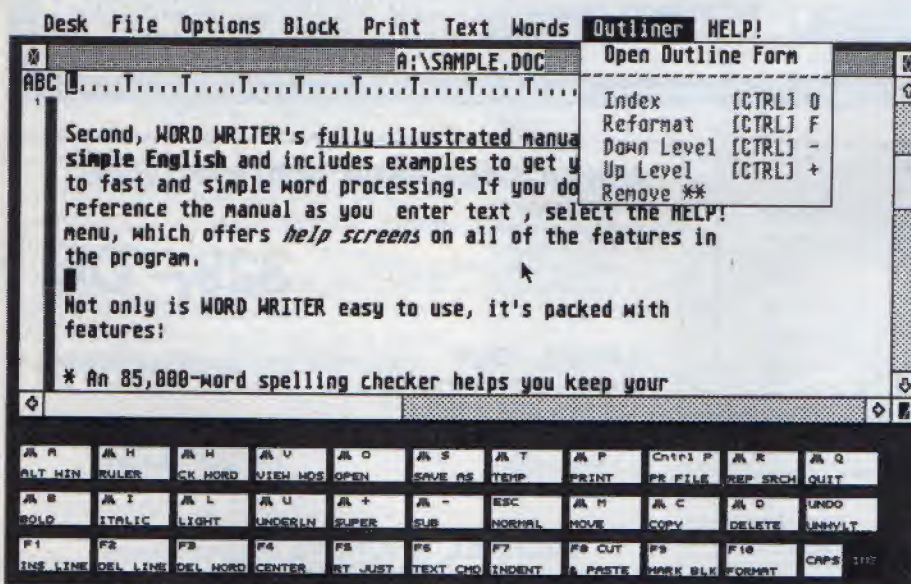 Desk File Options Block Print Text Words Outliner HELP!
A:\SAMPLE.DOC
Open Outline Form
ABC
Index [CTRL] O
Reformat [CTRL] F
Down Level [CTRL] -
Up Level [CTRL] +
Remove **
1
Second, WORD WRITER's fully illustrated manua
simple English and includes examples to get y
to fast and simple word processing. If you do
reference the manual as you enter text , select the HELP!
menu, which offers help screens on all of the features in
the program.
Not only is WORD WRITER easy to use, it's packed with
features:
* An 85,000-word spelling checker helps you keep your
A H W V O S T P Cntrl P R Q
ALT WIN RULER CK WORD VIEW WDS OPEN SAVE AS TEMP PRINT PR FILE REP SRCH QUIT
B I L U + - ESC M C D UNDO
BOLD ITALIC LIGHT UNDERLN SUPER SUB NORMAL MOVE COPY DELETE UNHYLT
F1 F2 F3 F4 F5 F6 F7 F8 CUT F9 F10
INS LINE DEL LINE DEL WORD CENTER RT JUST TEXT CMD INDENT & PASTE MARK BLK FORMAT CAPS